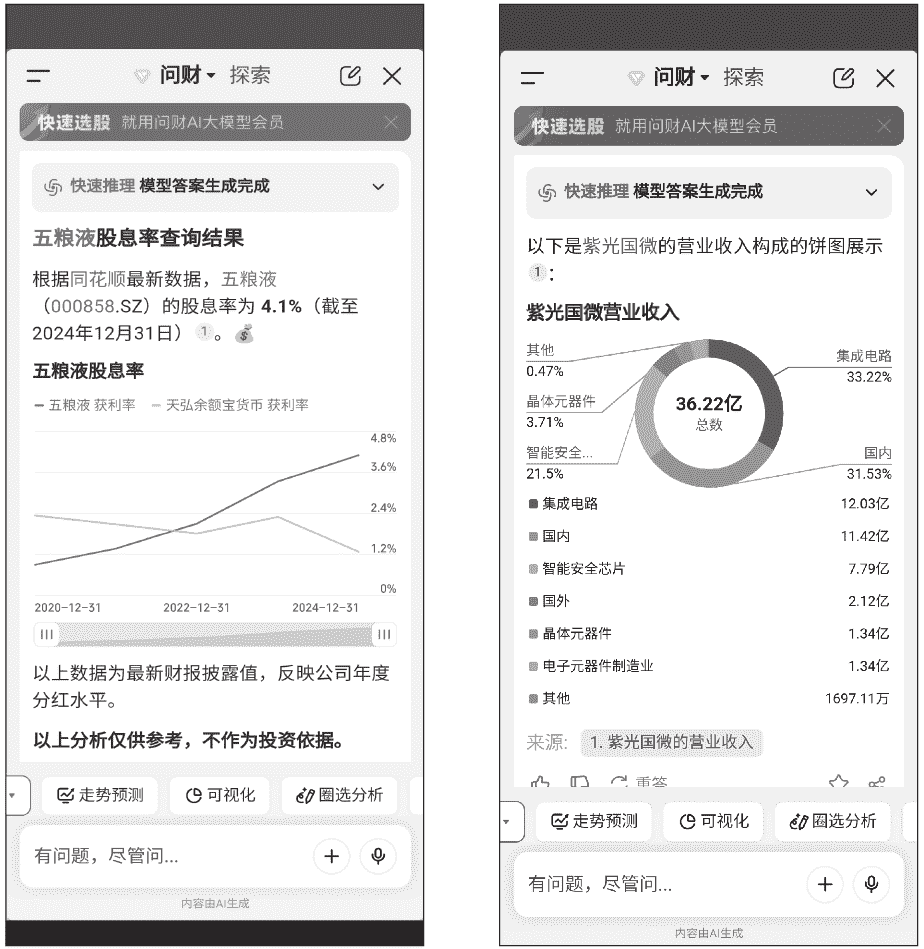 问财 探索
快速选股 就用问财AI大模型会员
快速推理 模型答案生成完成
五粮液股息率查询结果
根据同花顺最新数据，五粮液
（000858.SZ）的股息率为 4.1%（截至
2024年12月31日） 1 。
五粮液股息率
五粮液 获利率 天弘余额宝货币 获利率
4.8%
3.6%
2.4%
1.2%
0%
2020-12-31 2022-12-31 2024-12-31
以上数据为最新财报披露值，反映公司年度
分红水平。
以上分析仅供参考，不作为投资依据。
走势预测 可视化 圈选分析
有问题，尽管问...
内容由AI生成
问财 探索
快速选股 就用问财AI大模型会员
快速推理 模型答案生成完成
以下是紫光国微的营业收入构成的饼图展示
1 ：
紫光国微营业收入
其他
0.47%
晶体元器件
3.71%
智能安全...
21.5%
36.22亿
总数
集成电路
33.22%
国内
31.53%
集成电路 12.03亿
国内 11.42亿
智能安全芯片 7.79亿
国外 2.12亿
晶体元器件 1.34亿
电子元器件制造业 1.34亿
其他 1697.11万
来源: 1. 紫光国微的营业收入
重答
走势预测 可视化 圈选分析
有问题，尽管问...
内容由AI生成